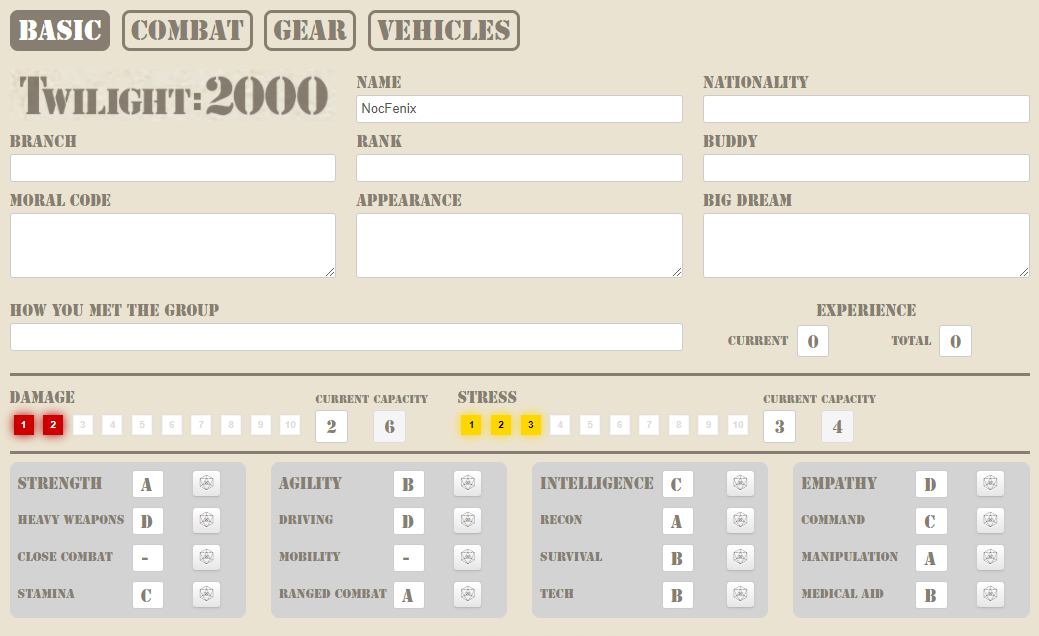 BASIC COMBAT GEAR VEHICLES
TWILIGHT:2000 NAME NATIONALITY
NocFenix
BRANCH RANK BUDDY
MORAL CODE APPEARANCE BIG DREAM
HOW YOU MET THE GROUP EXPERIENCE
CURRENT 0 TOTAL 0
DAMAGE CURRENT CAPACITY STRESS CURRENT CAPACITY
1 2 3 4 5 6 7 8 9 10 2 6 1 2 3 4 5 6 7 8 9 10 3 4
STRENGTH A AGILITY B INTELLIGENCE C EMPATHY D
HEAVY WEAPONS D DRIVING D RECON A COMMAND C
CLOSE COMBAT - MOBILITY - SURVIVAL B MANIPULATION A
STAMINA C RANGED COMBAT A TECH B MEDICAL AID B